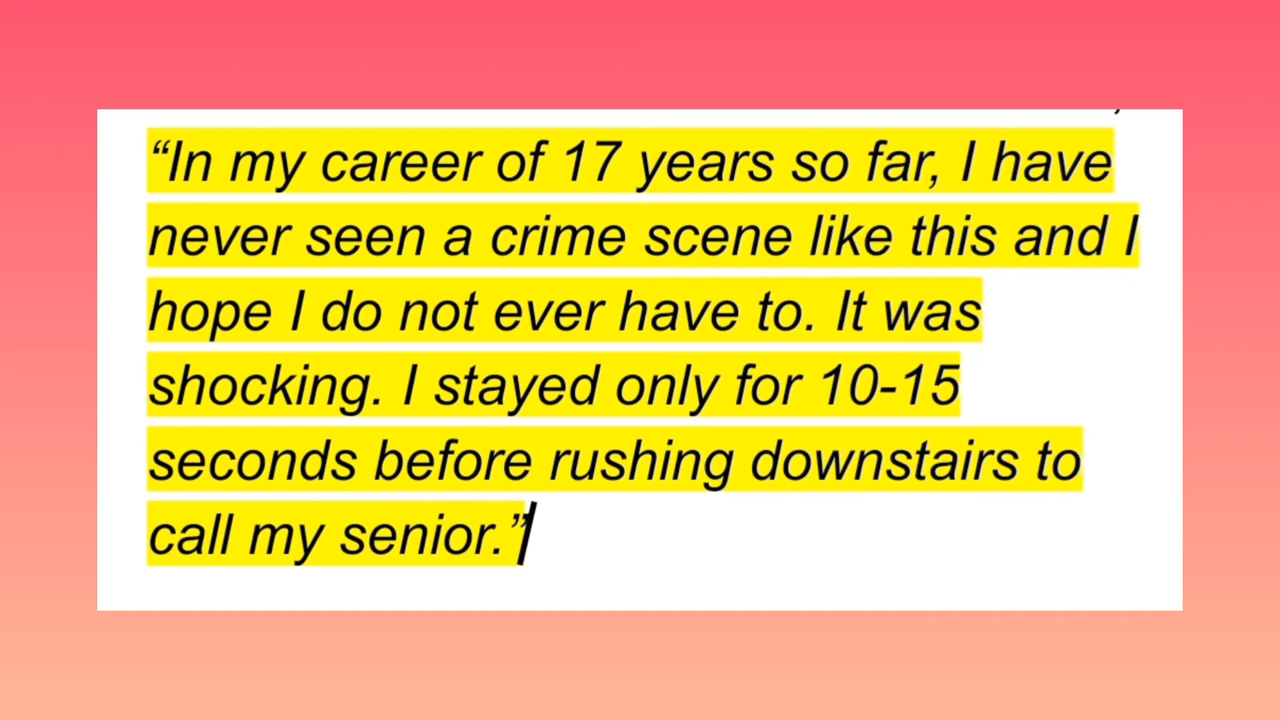 “In my career of 17 years so far, I have
never seen a crime scene like this and I
hope I do not ever have to. It was
shocking. I stayed only for 10-15
seconds before rushing downstairs to
call my senior.”